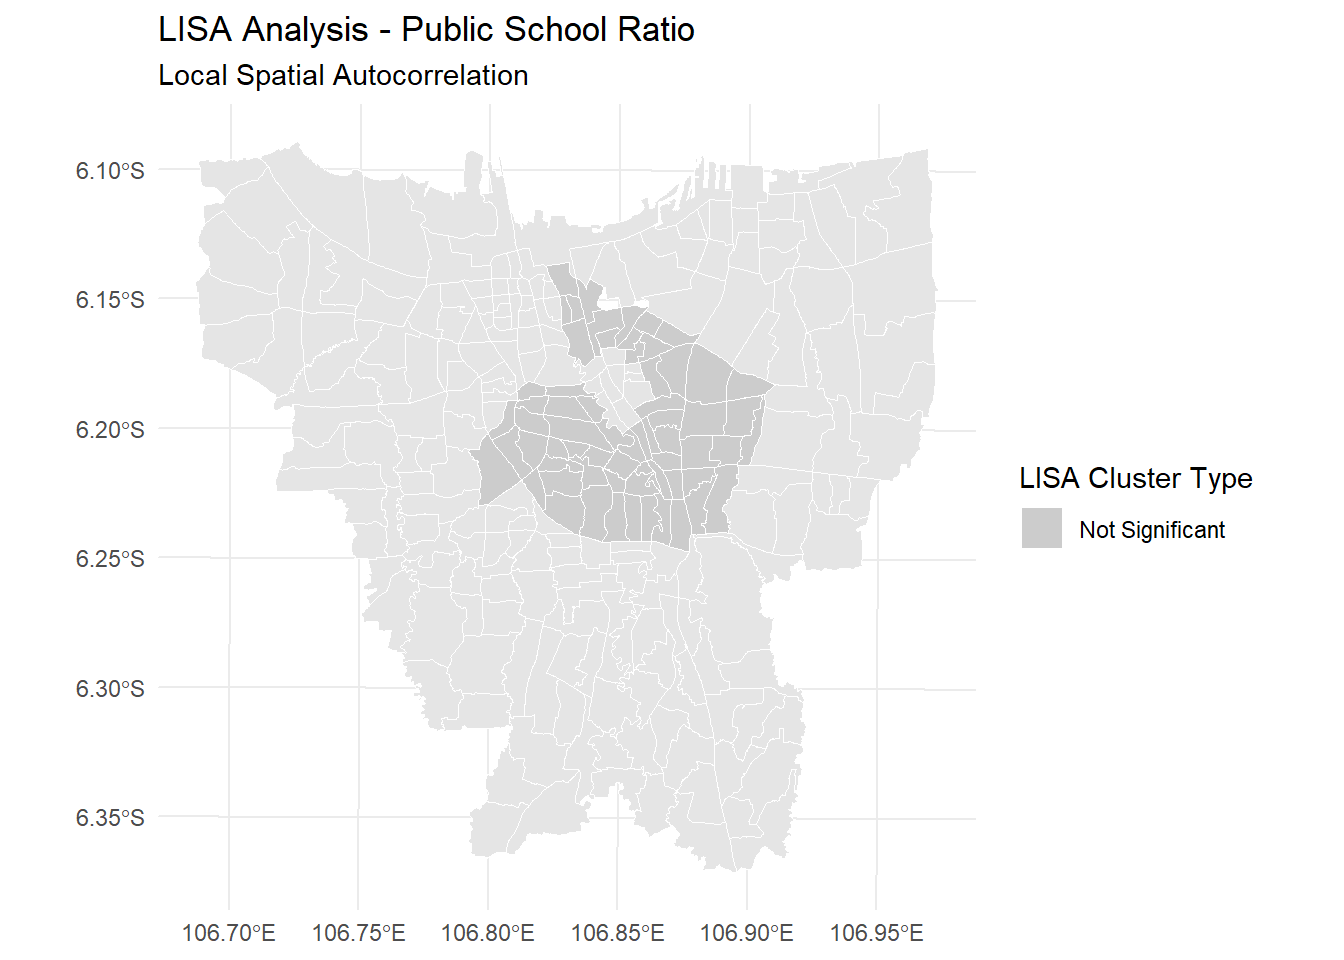 LISA Analysis - Public School Ratio
Local Spatial Autocorrelation
6.10°S
6.15°S
6.20°S
6.25°S
6.30°S
6.35°S
106.70°E 106.75°E 106.80°E 106.85°E 106.90°E 106.95°E
LISA Cluster Type
Not Significant